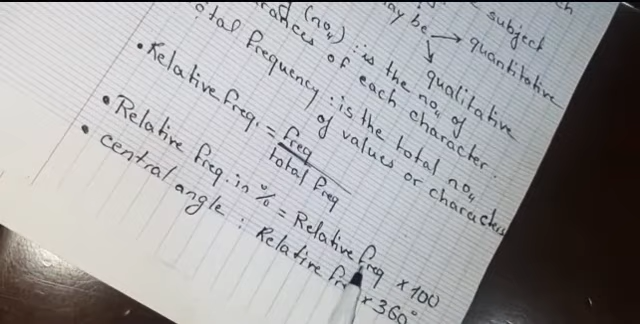 subject
may be → quantitative
qualitative
(no.) : is the no. of
of each character.
otal frequency : is the total no.
of values or character
• Relative freq. = freq / total freq
• Relative freq. in % = Relative freq × 100
• central angle : Relative fre × 360°